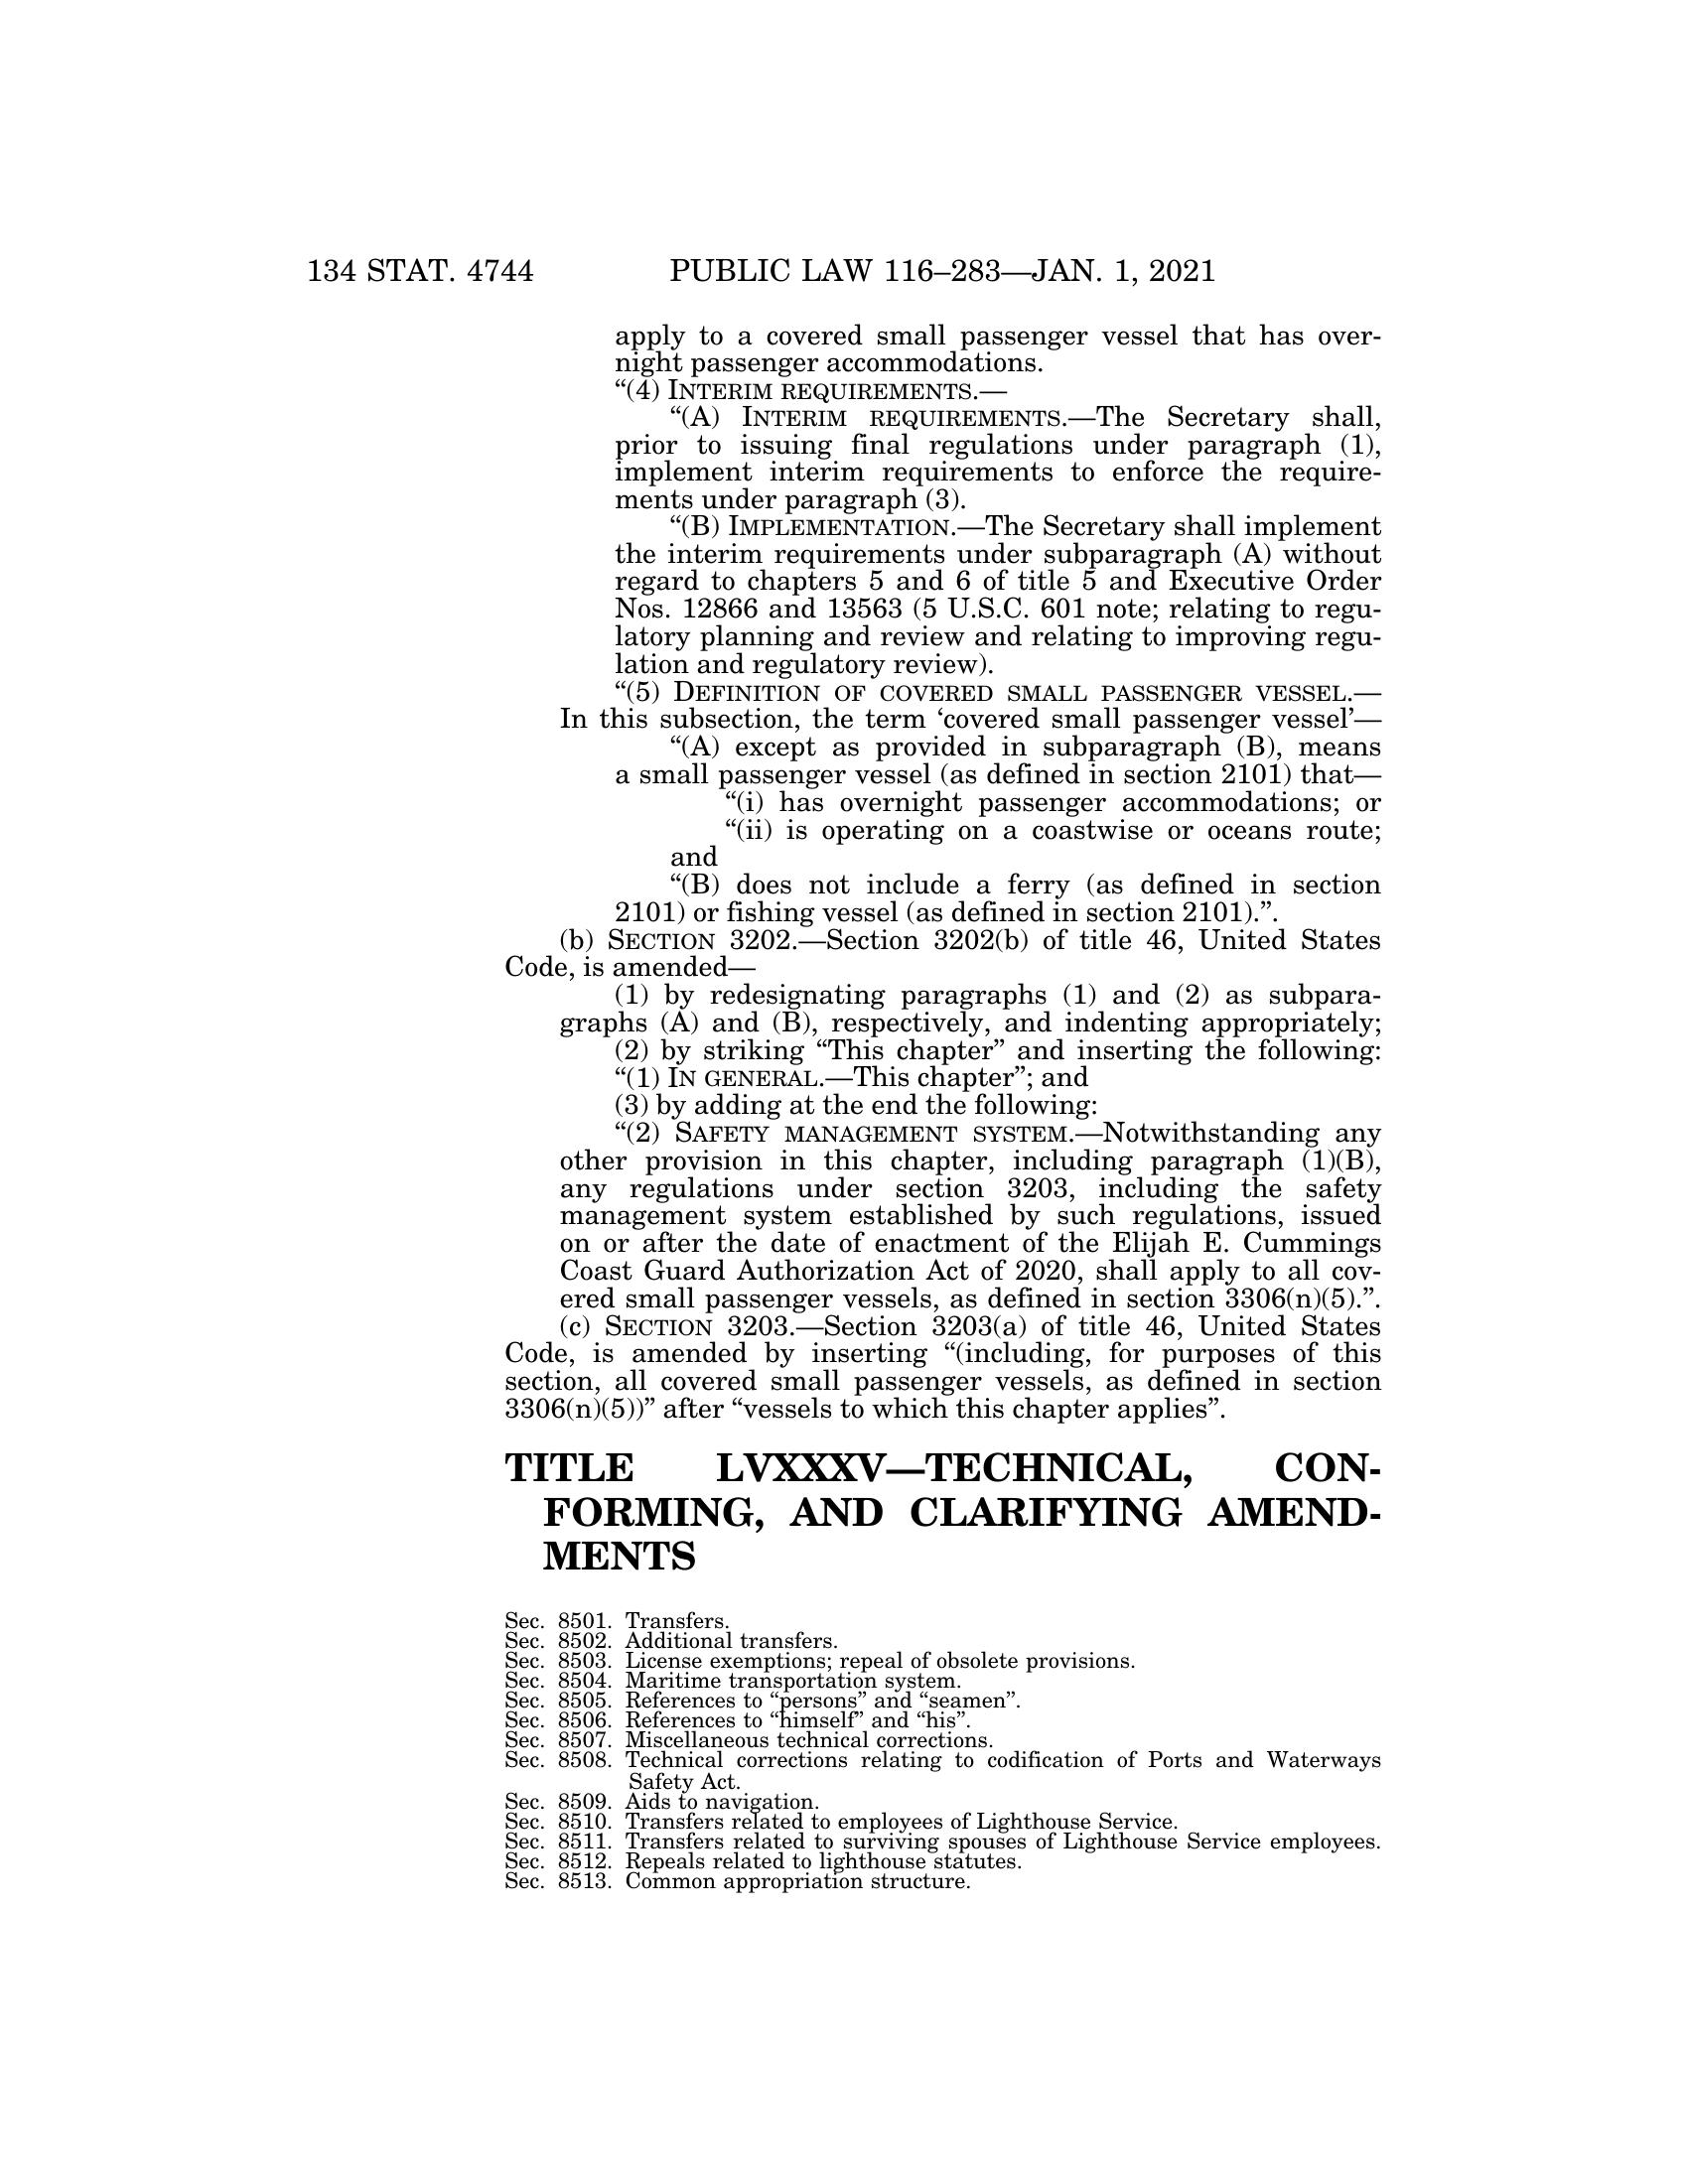 134 STAT. 4744 PUBLIC LAW 116–283—JAN. 1, 2021
apply to a covered small passenger vessel that has over-
night passenger accommodations.
“(4) INTERIM REQUIREMENTS.—
“(A) INTERIM REQUIREMENTS.—The Secretary shall,
prior to issuing final regulations under paragraph (1),
implement interim requirements to enforce the require-
ments under paragraph (3).
“(B) IMPLEMENTATION.—The Secretary shall implement
the interim requirements under subparagraph (A) without
regard to chapters 5 and 6 of title 5 and Executive Order
Nos. 12866 and 13563 (5 U.S.C. 601 note; relating to regu-
latory planning and review and relating to improving regu-
lation and regulatory review).
“(5) DEFINITION OF COVERED SMALL PASSENGER VESSEL.—
In this subsection, the term ‘covered small passenger vessel’—
“(A) except as provided in subparagraph (B), means
a small passenger vessel (as defined in section 2101) that—
“(i) has overnight passenger accommodations; or
“(ii) is operating on a coastwise or oceans route;
and
“(B) does not include a ferry (as defined in section
2101) or fishing vessel (as defined in section 2101).”.
(b) SECTION 3202.—Section 3202(b) of title 46, United States
Code, is amended—
(1) by redesignating paragraphs (1) and (2) as subpara-
graphs (A) and (B), respectively, and indenting appropriately;
(2) by striking “This chapter” and inserting the following:
“(1) IN GENERAL.—This chapter”; and
(3) by adding at the end the following:
“(2) SAFETY MANAGEMENT SYSTEM.—Notwithstanding any
other provision in this chapter, including paragraph (1)(B),
any regulations under section 3203, including the safety
management system established by such regulations, issued
on or after the date of enactment of the Elijah E. Cummings
Coast Guard Authorization Act of 2020, shall apply to all cov-
ered small passenger vessels, as defined in section 3306(n)(5).”.
(c) SECTION 3203.—Section 3203(a) of title 46, United States
Code, is amended by inserting “(including, for purposes of this
section, all covered small passenger vessels, as defined in section
3306(n)(5))” after “vessels to which this chapter applies”.
TITLE LVXXXV—TECHNICAL, CON-
FORMING, AND CLARIFYING AMEND-
MENTS
Sec. 8501. Transfers.
Sec. 8502. Additional transfers.
Sec. 8503. License exemptions; repeal of obsolete provisions.
Sec. 8504. Maritime transportation system.
Sec. 8505. References to “persons” and “seamen”.
Sec. 8506. References to “himself” and “his”.
Sec. 8507. Miscellaneous technical corrections.
Sec. 8508. Technical corrections relating to codification of Ports and Waterways
Safety Act.
Sec. 8509. Aids to navigation.
Sec. 8510. Transfers related to employees of Lighthouse Service.
Sec. 8511. Transfers related to surviving spouses of Lighthouse Service employees.
Sec. 8512. Repeals related to lighthouse statutes.
Sec. 8513. Common appropriation structure.